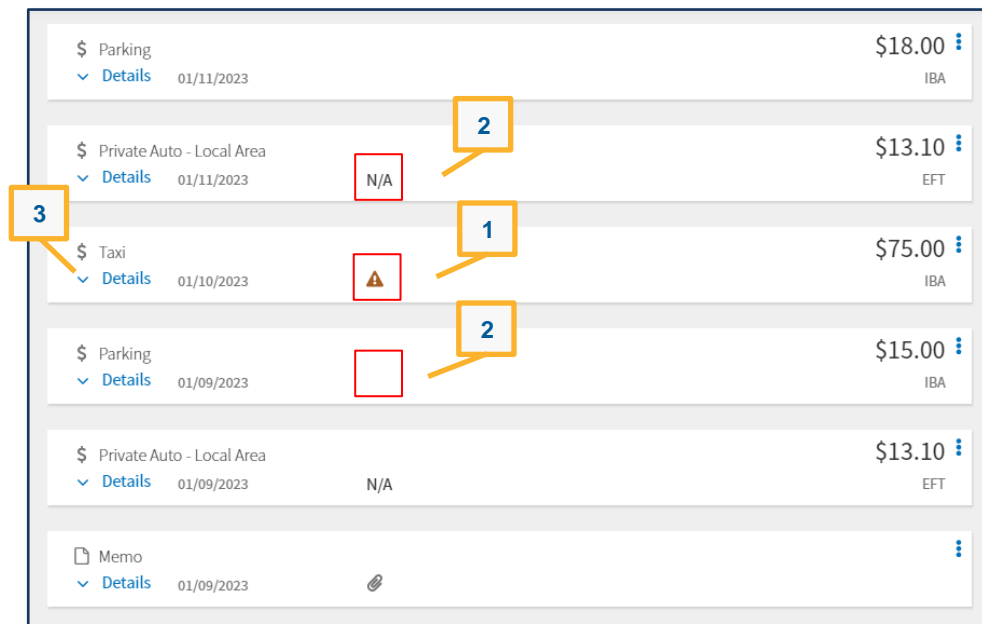 $ Parking
$18.00
Details 01/11/2023
IBA
2
$ Private Auto - Local Area
$13.10
Details 01/11/2023 N/A
EFT
3
1
$ Taxi
$75.00
Details 01/10/2023
IBA
2
$ Parking
$15.00
Details 01/09/2023
IBA
$ Private Auto - Local Area
$13.10
Details 01/09/2023 N/A
EFT
Memo
Details 01/09/2023